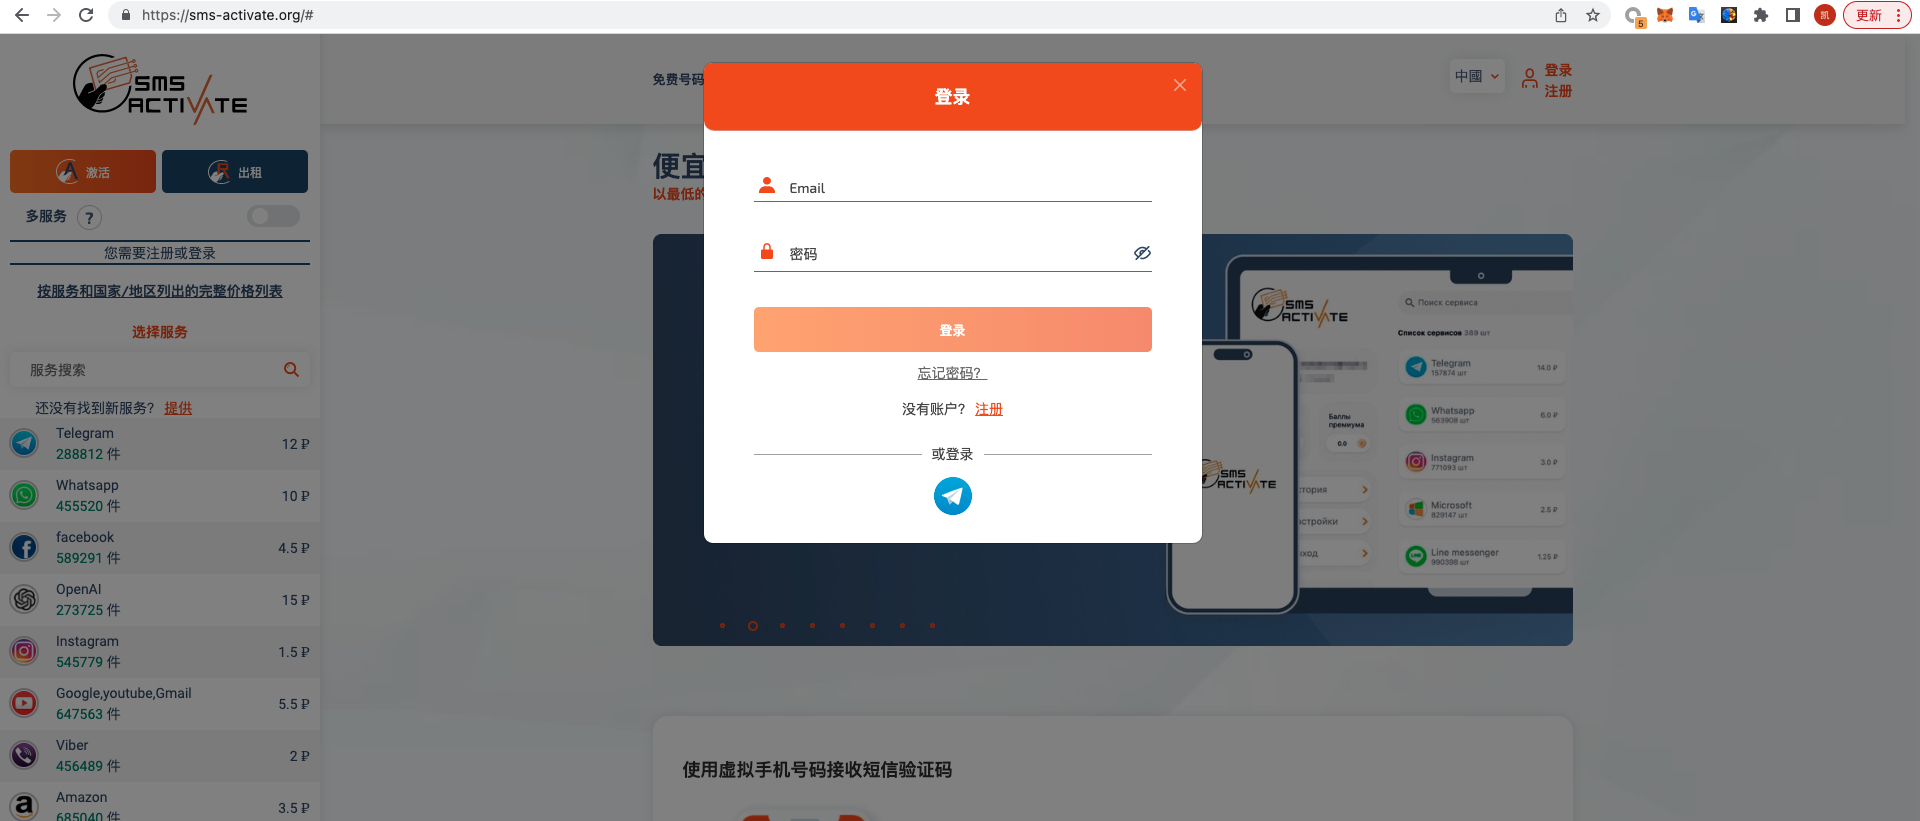 https://sms-activate.org/#
5
凯
更新
SMS
ACTIVATE
免费号码
中國
登录
注册
激活
出租
多服务 ?
您需要注册或登录
按服务和国家/地区列出的完整价格列表
选择服务
服务搜索
还没有找到新服务? 提供
Telegram
288812 件
12 ₽
Whatsapp
455520 件
10 ₽
facebook
589291 件
4.5 ₽
OpenAI
273725 件
15 ₽
Instagram
545779 件
1.5 ₽
Google,youtube,Gmail
647563 件
5.5 ₽
Viber
456489 件
2 ₽
Amazon
685040 件
3.5 ₽
便宜
以最低的
登录
Email
密码
登录
忘记密码?
没有账户? 注册
或登录
SMS
ACTIVATE
Поиск сервиса
Список сервисов 389 шт
Telegram
157874 шт
14.0 ₽
Whatsapp
563908 шт
6.0 ₽
Instagram
771093 шт
3.0 ₽
Microsoft
829147 шт
2.5 ₽
Line messenger
990398 шт
1.25 ₽
Баллы
премиума
0.0
SMS
ACTIVATE
тория
стройки
ход
使用虚拟手机号码接收短信验证码